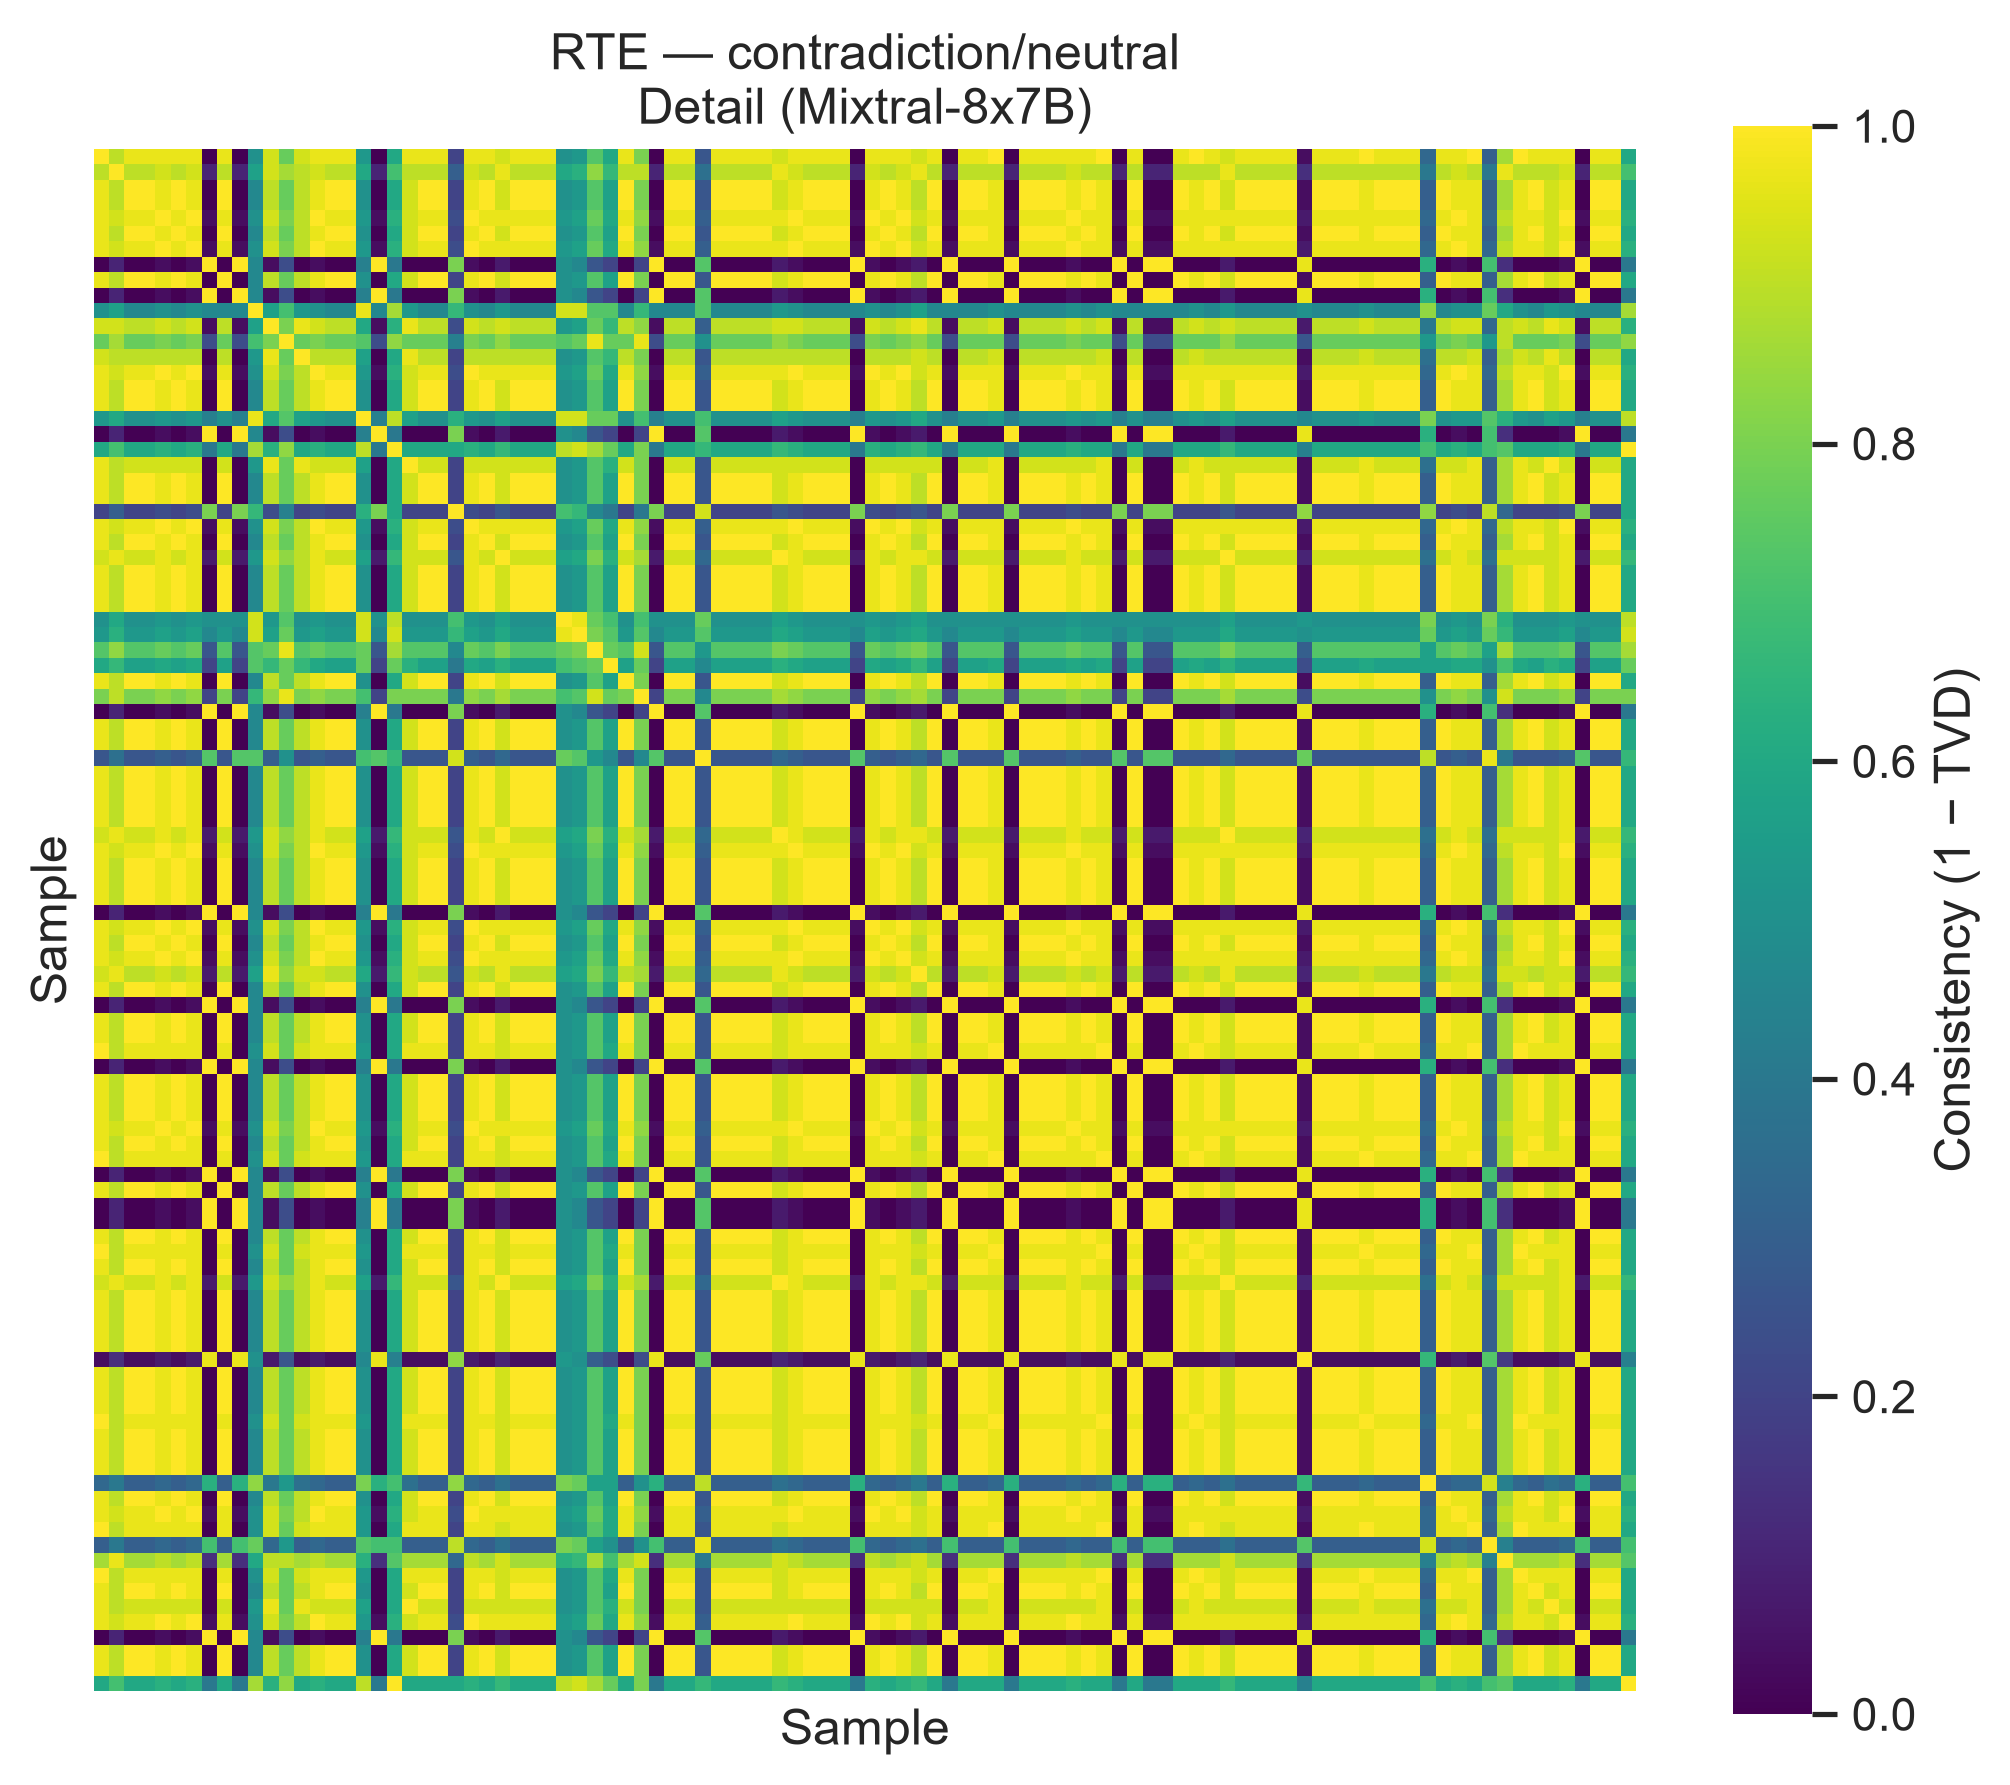 RTE — contradiction/neutral
Detail (Mixtral-8x7B)
Sample
Sample
1.0
0.8
0.6
0.4
0.2
0.0
Consistency (1 − TVD)